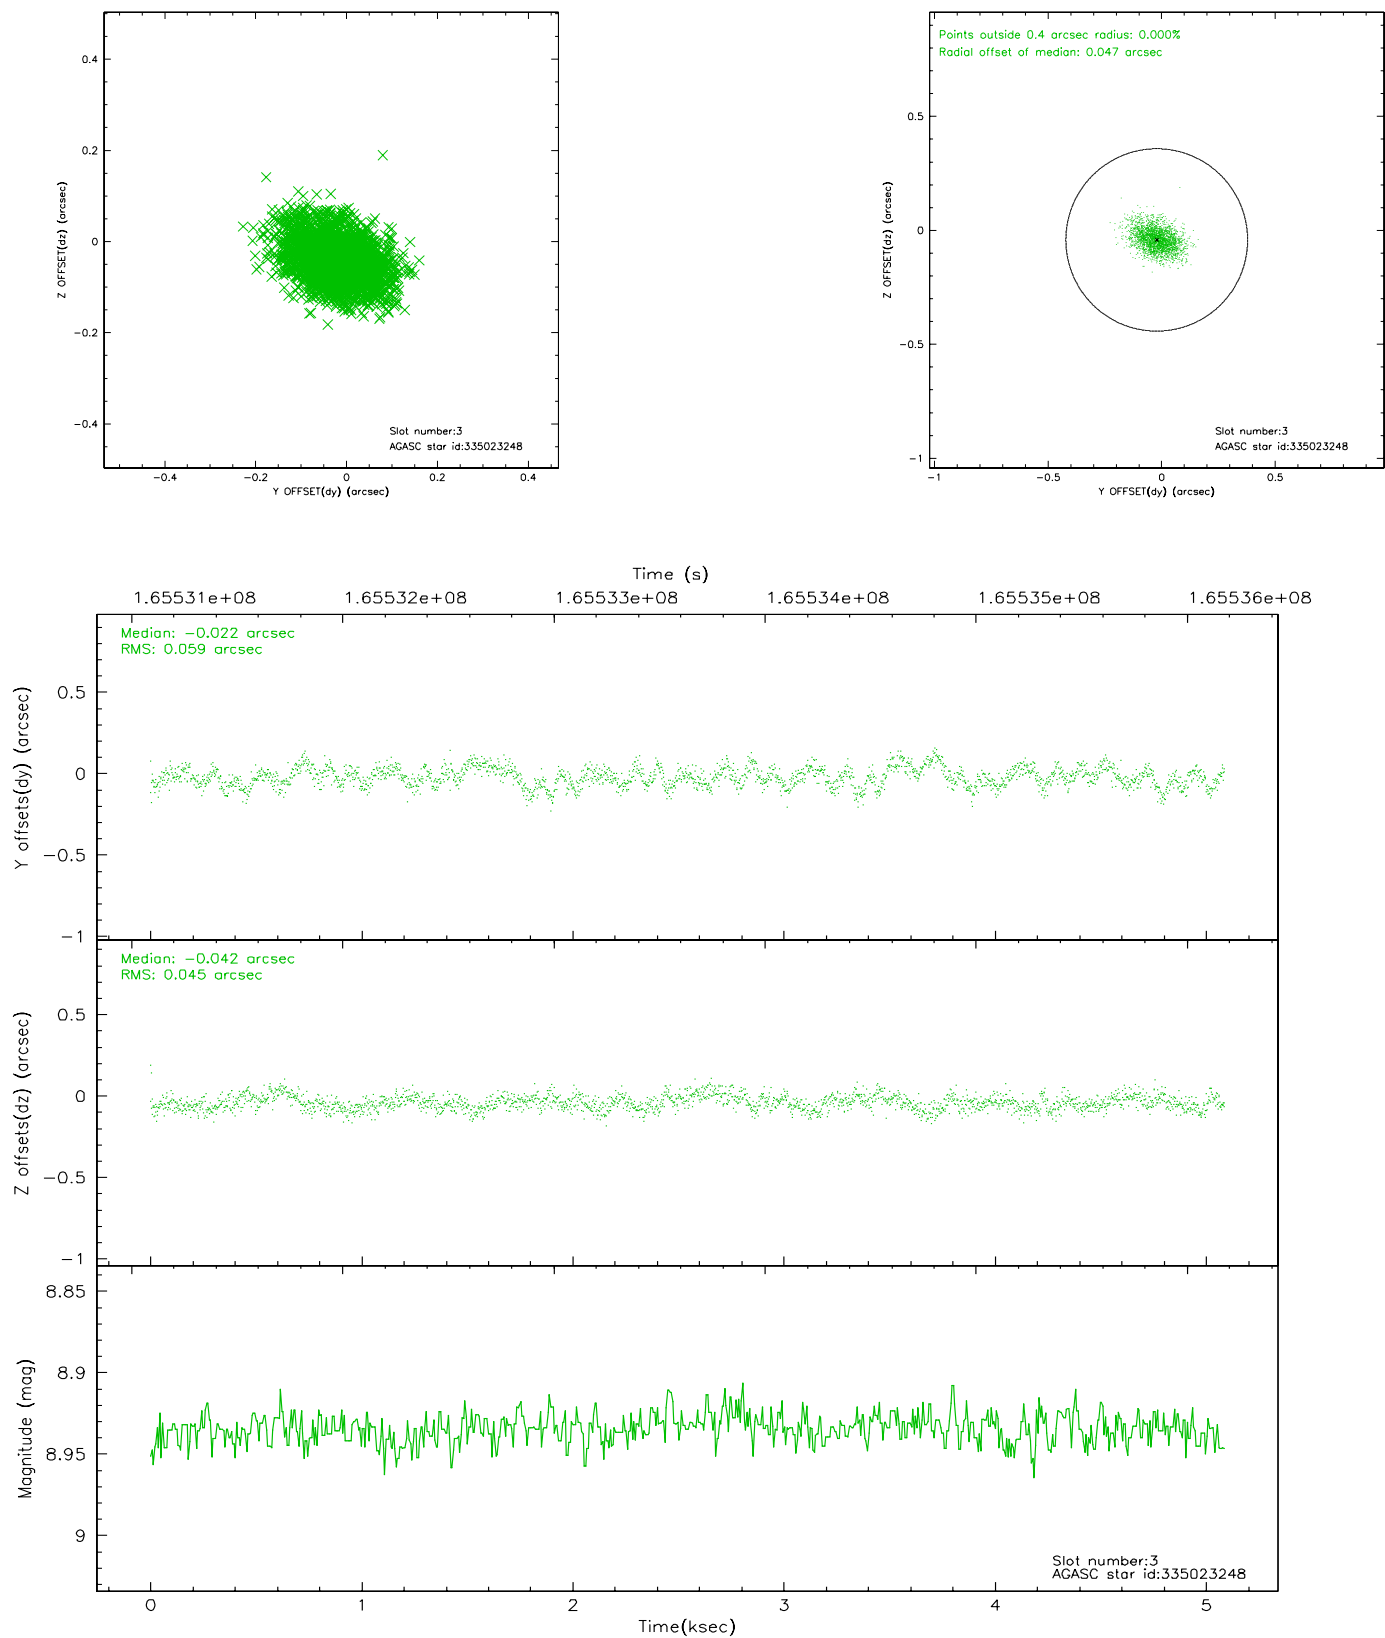 0.4
0.2
0
-0.2
-0.4
Z OFFSET(dz) (arcsec)
Slot number:3
AGASC star id:335023248
-0.4 -0.2 0 0.2 0.4
Y OFFSET(dy) (arcsec)
Points outside 0.4 arcsec radius: 0.000%
Radial offset of median: 0.047 arcsec
0.5
0
-0.5
-1
Z OFFSET(dz) (arcsec)
Slot number:3
AGASC star id:335023248
-1 -0.5 0 0.5
Y OFFSET(dy) (arcsec)
Time (s)
1.65531e+08 1.65532e+08 1.65533e+08 1.65534e+08 1.65535e+08 1.65536e+08
Median: -0.022 arcsec
RMS: 0.059 arcsec
0.5
0
-0.5
-1
Y offsets(dy) (arcsec)
Median: -0.042 arcsec
RMS: 0.045 arcsec
0.5
0
-0.5
-1
Z offsets(dz) (arcsec)
8.85
8.9
8.95
9
Magnitude (mag)
Slot number:3
AGASC star id:335023248
0 1 2 3 4 5
Time(ksec)